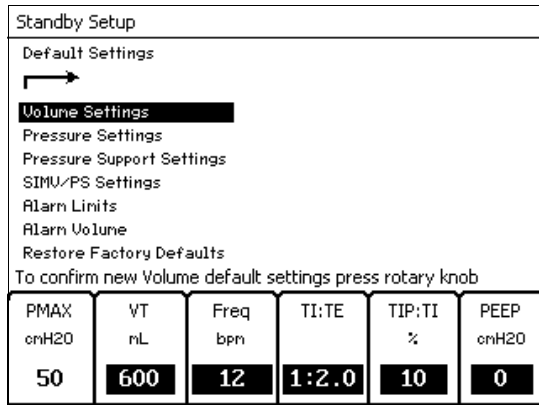 Standby Setup
Default Settings
Volume Settings
Pressure Settings
Pressure Support Settings
SIMV/PS Settings
Alarm Limits
Alarm Volume
Restore Factory Defaults
To confirm new Volume default settings press rotary knob
PMAX VT Freq TI:TE TIP:TI PEEP
cmH2O mL bpm % cmH2O
50 600 12 1:2.0 10 0